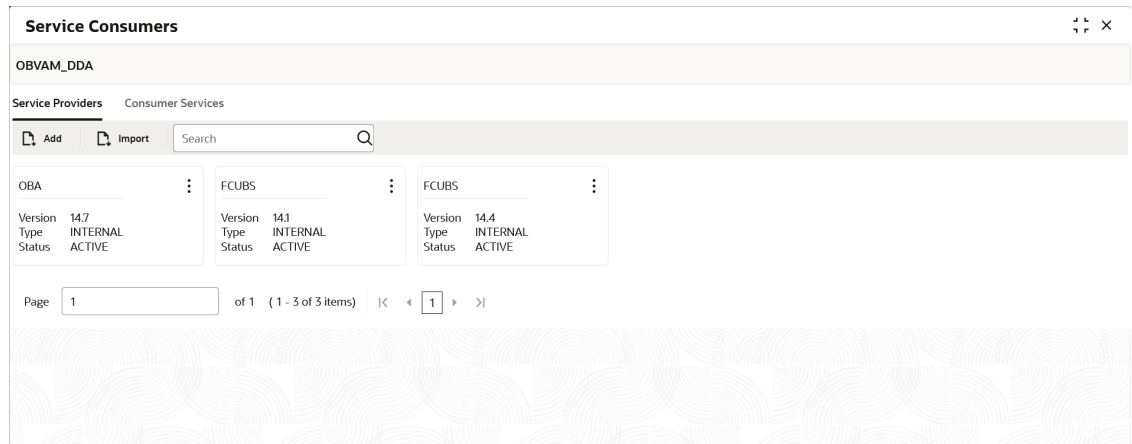 Service Consumers
OBVAM_DDA
Service Providers Consumer Services
Add Import Search
OBA FCUBS FCUBS
Version 14.7 Version 14.1 Version 14.4
Type INTERNAL Type INTERNAL Type INTERNAL
Status ACTIVE Status ACTIVE Status ACTIVE
Page 1 of 1 ( 1 - 3 of 3 items) 1